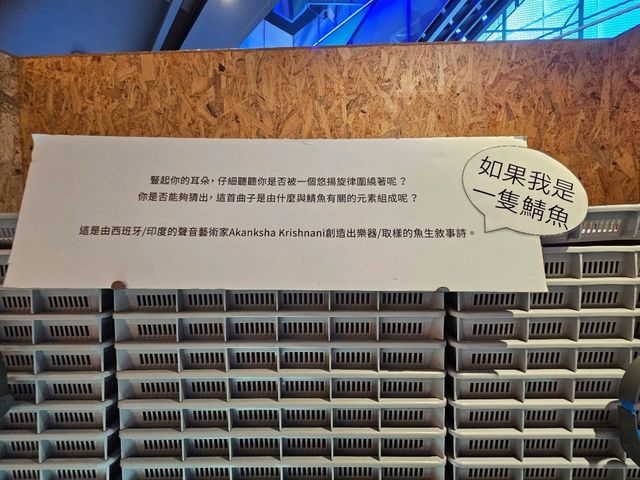 豎起你的耳朵，仔細聽聽你是否被一個悠揚旋律圍繞著呢？
你是否能夠猜出，這首曲子是由什麼與鯖魚有關的元素組成呢？
這是由西班牙/印度的聲音藝術家Akanksha Krishnani創造出樂器/取樣的魚生敘事詩。
如果我是
一隻鯖魚